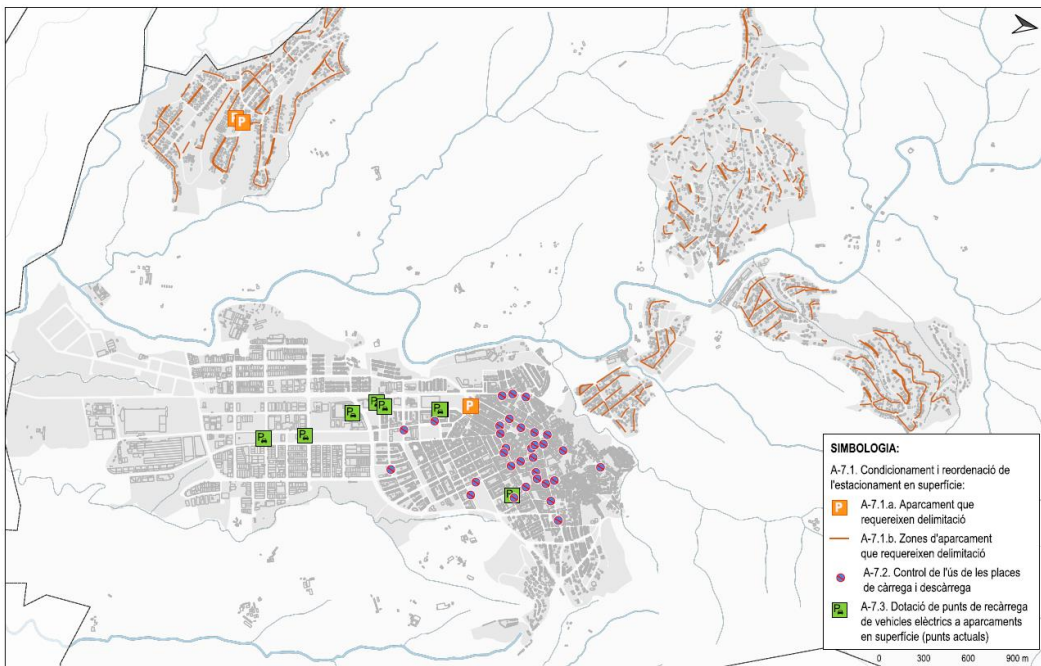 SIMBOLOGIA:
A-7.1. Condicionament i reordenació de
l'estacionament en superfície:
P
A-7.1.a. Aparcament que
requereixen delimitació
A-7.1.b. Zones d'aparcament
que requereixen delimitació
A-7.2. Control de l'ús de les places
de càrrega i descàrrega
P
A-7.3. Dotació de punts de recàrrega
de vehicles elèctrics a aparcaments
en superfície (punts actuals)
0 300 600 900 m